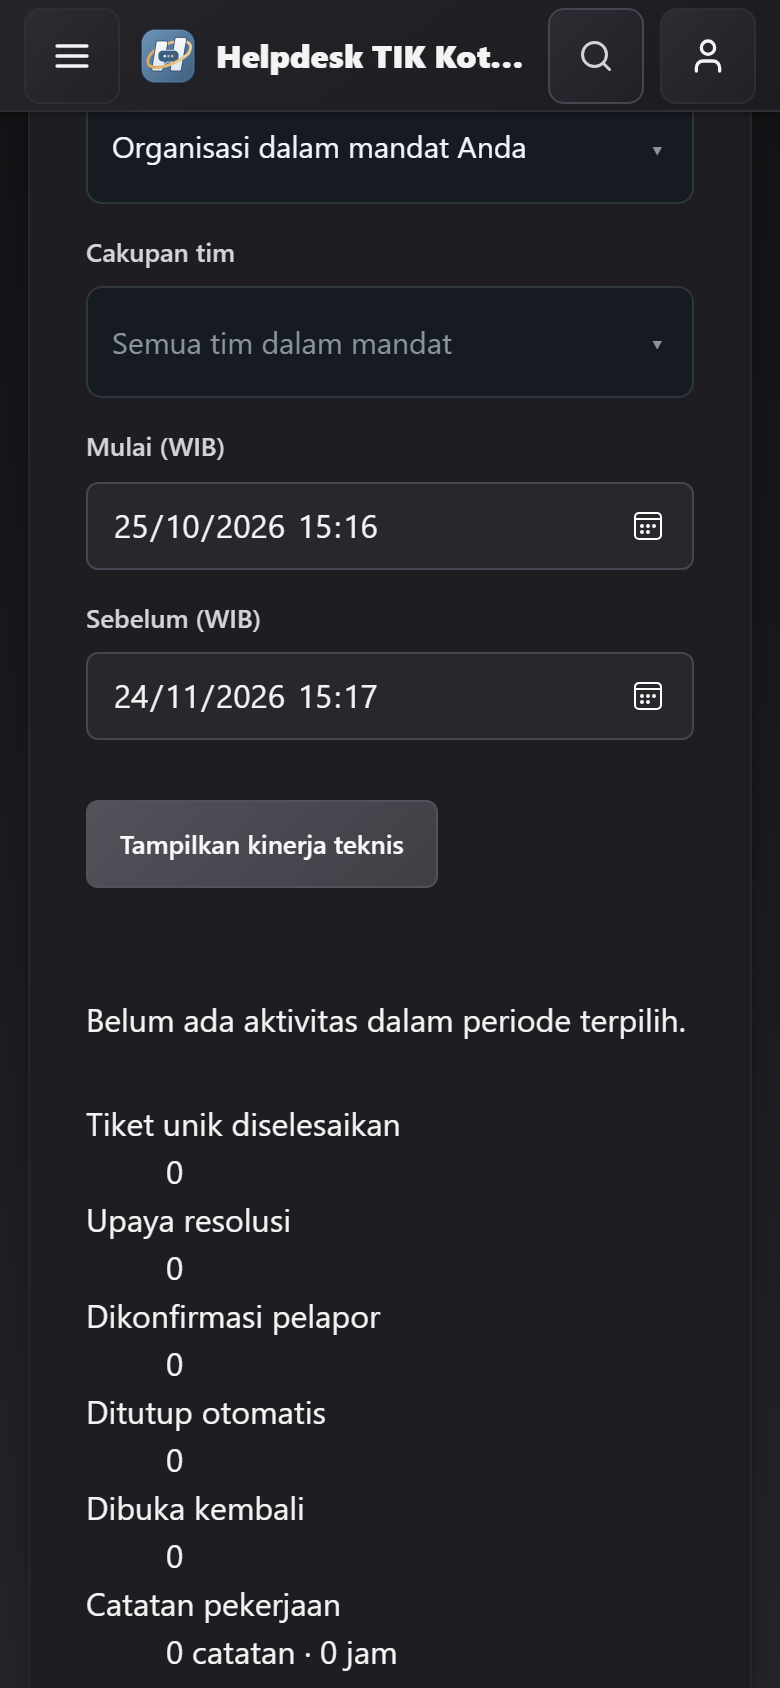 Helpdesk TIK Kot...
Organisasi dalam mandat Anda
Cakupan tim
Semua tim dalam mandat
Mulai (WIB)
25/10/2026 15:16
Sebelum (WIB)
24/11/2026 15:17
Tampilkan kinerja teknis
Belum ada aktivitas dalam periode terpilih.
Tiket unik diselesaikan
0
Upaya resolusi
0
Dikonfirmasi pelapor
0
Ditutup otomatis
0
Dibuka kembali
0
Catatan pekerjaan
0 catatan · 0 jam